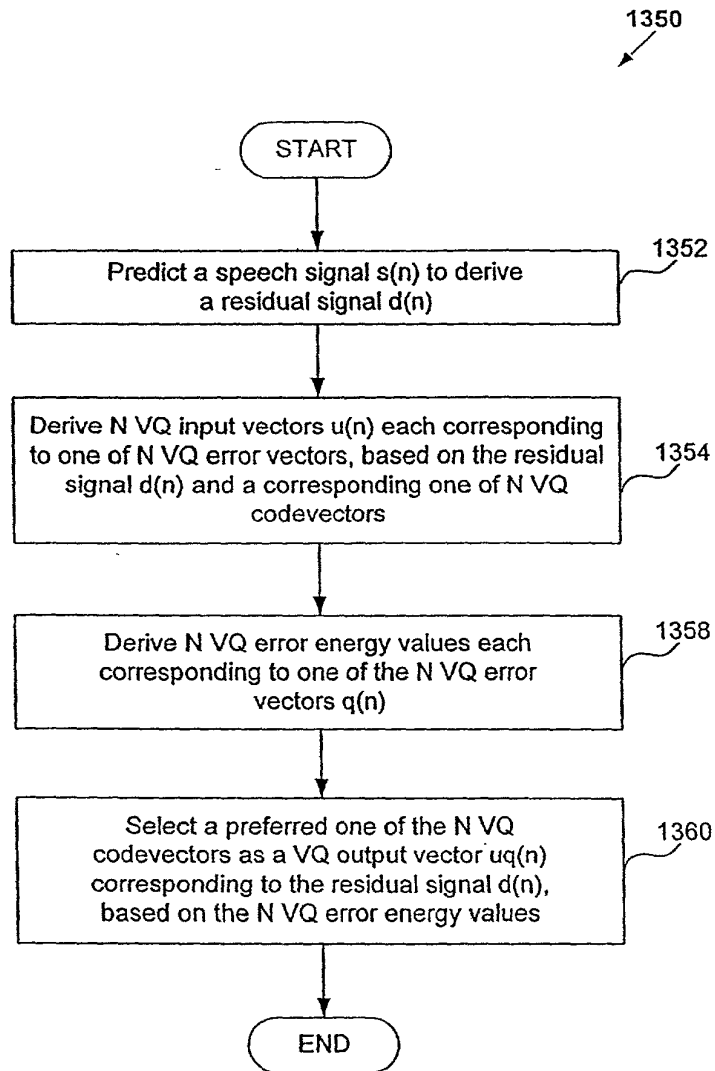 1350
START
Predict a speech signal s(n) to derive
a residual signal d(n)
1352
Derive N VQ input vectors u(n) each corresponding
to one of N VQ error vectors, based on the residual
signal d(n) and a corresponding one of N VQ
codevectors
1354
Derive N VQ error energy values each
corresponding to one of the N VQ error
vectors q(n)
1358
Select a preferred one of the N VQ
codevectors as a VQ output vector uq(n)
corresponding to the residual signal d(n),
based on the N VQ error energy values
1360
END